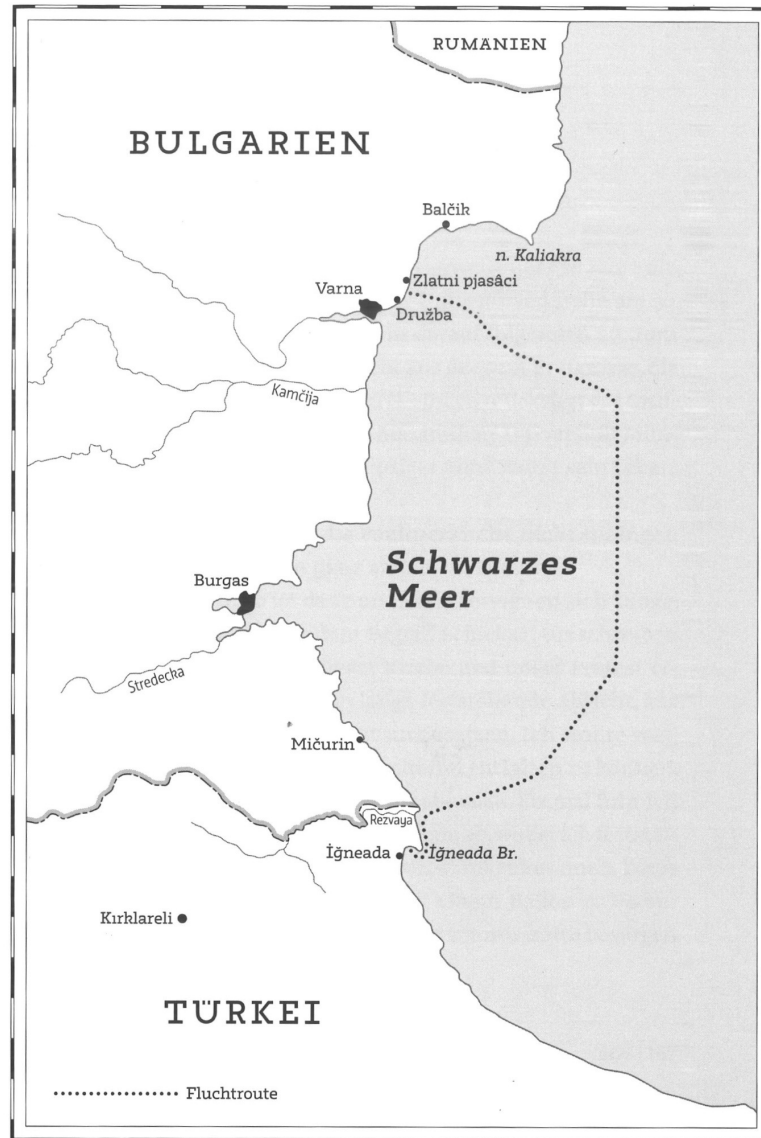 RUMÄNIEN
BULGARIEN
Balčik
n. Kaliakra
Zlatni pjasâci
Varna
Družba
Kamčija
Schwarzes
Meer
Burgas
Stredecka
Mičurin
Rezvaya
İğneada
İğneada Br.
Kırklareli
TÜRKEI
Fluchtroute